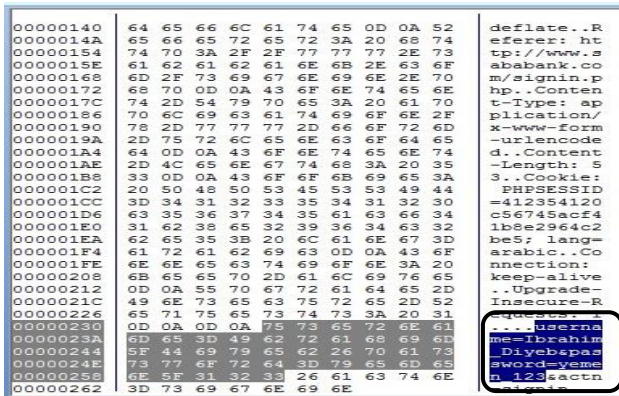 00000140 64 65 66 6C 61 74 65 0D 0A 52 deflate..R
0000014A 65 66 65 72 65 72 3A 20 68 74 eferer: ht
00000154 74 70 3A 2F 2F 77 77 77 2E 73 tp://www.s
0000015E 61 62 61 62 61 6E 6B 2E 63 6F ababank.co
00000168 6D 2F 73 69 67 6E 69 6E 2E 70 m/signin.p
00000172 68 70 0D 0A 43 6F 6E 74 65 6E hp..Conten
0000017C 74 2D 54 79 70 65 3A 20 61 70 t-Type: ap
00000186 70 6C 69 63 61 74 69 6F 6E 2F plication/
00000190 78 2D 77 77 77 2D 66 6F 72 6D x-www-form
0000019A 2D 75 72 6C 65 6E 63 6F 64 65 -urlencode
000001A4 64 0D 0A 43 6F 6E 74 65 6E 74 d..Content
000001AE 2D 4C 65 6E 67 74 68 3A 20 35 -Length: 5
000001B8 33 0D 0A 43 6F 6F 6B 69 65 3A 3..Cookie:
000001C2 20 50 48 50 53 45 53 53 49 44 PHPSESSID
000001CC 3D 34 31 32 33 35 34 31 32 30 =412354120
000001D6 63 35 36 37 34 35 61 63 66 34 c56745acf4
000001E0 31 62 38 65 32 39 36 34 63 32 1b8e2964c2
000001EA 62 65 35 3B 20 6C 61 6E 67 3D be5; lang=
000001F4 61 72 61 62 69 63 0D 0A 43 6F arabic..Co
000001FE 6E 6E 65 63 74 69 6F 6E 3A 20 nnection:
00000208 6B 65 65 70 2D 61 6C 69 76 65 keep-alive
00000212 0D 0A 55 70 67 72 61 64 65 2D ..Upgrade-
0000021C 49 6E 73 65 63 75 72 65 2D 52 Insecure-R
00000226 65 71 75 65 73 74 73 3A 20 31 equests: 1
00000230 0D 0A 0D 0A 75 73 65 72 6E 61 ....userna
0000023A 6D 65 3D 49 62 72 61 68 69 6D me=Ibrahim
00000244 5F 44 69 79 65 62 26 70 61 73 _Diyeb&pas
0000024E 73 77 6F 72 64 3D 79 65 6D 65 sword=yeme
00000258 6E 5F 31 32 33 26 61 63 74 6E n_123&actn
00000262 3D 73 69 67 6E 69 6E =signin